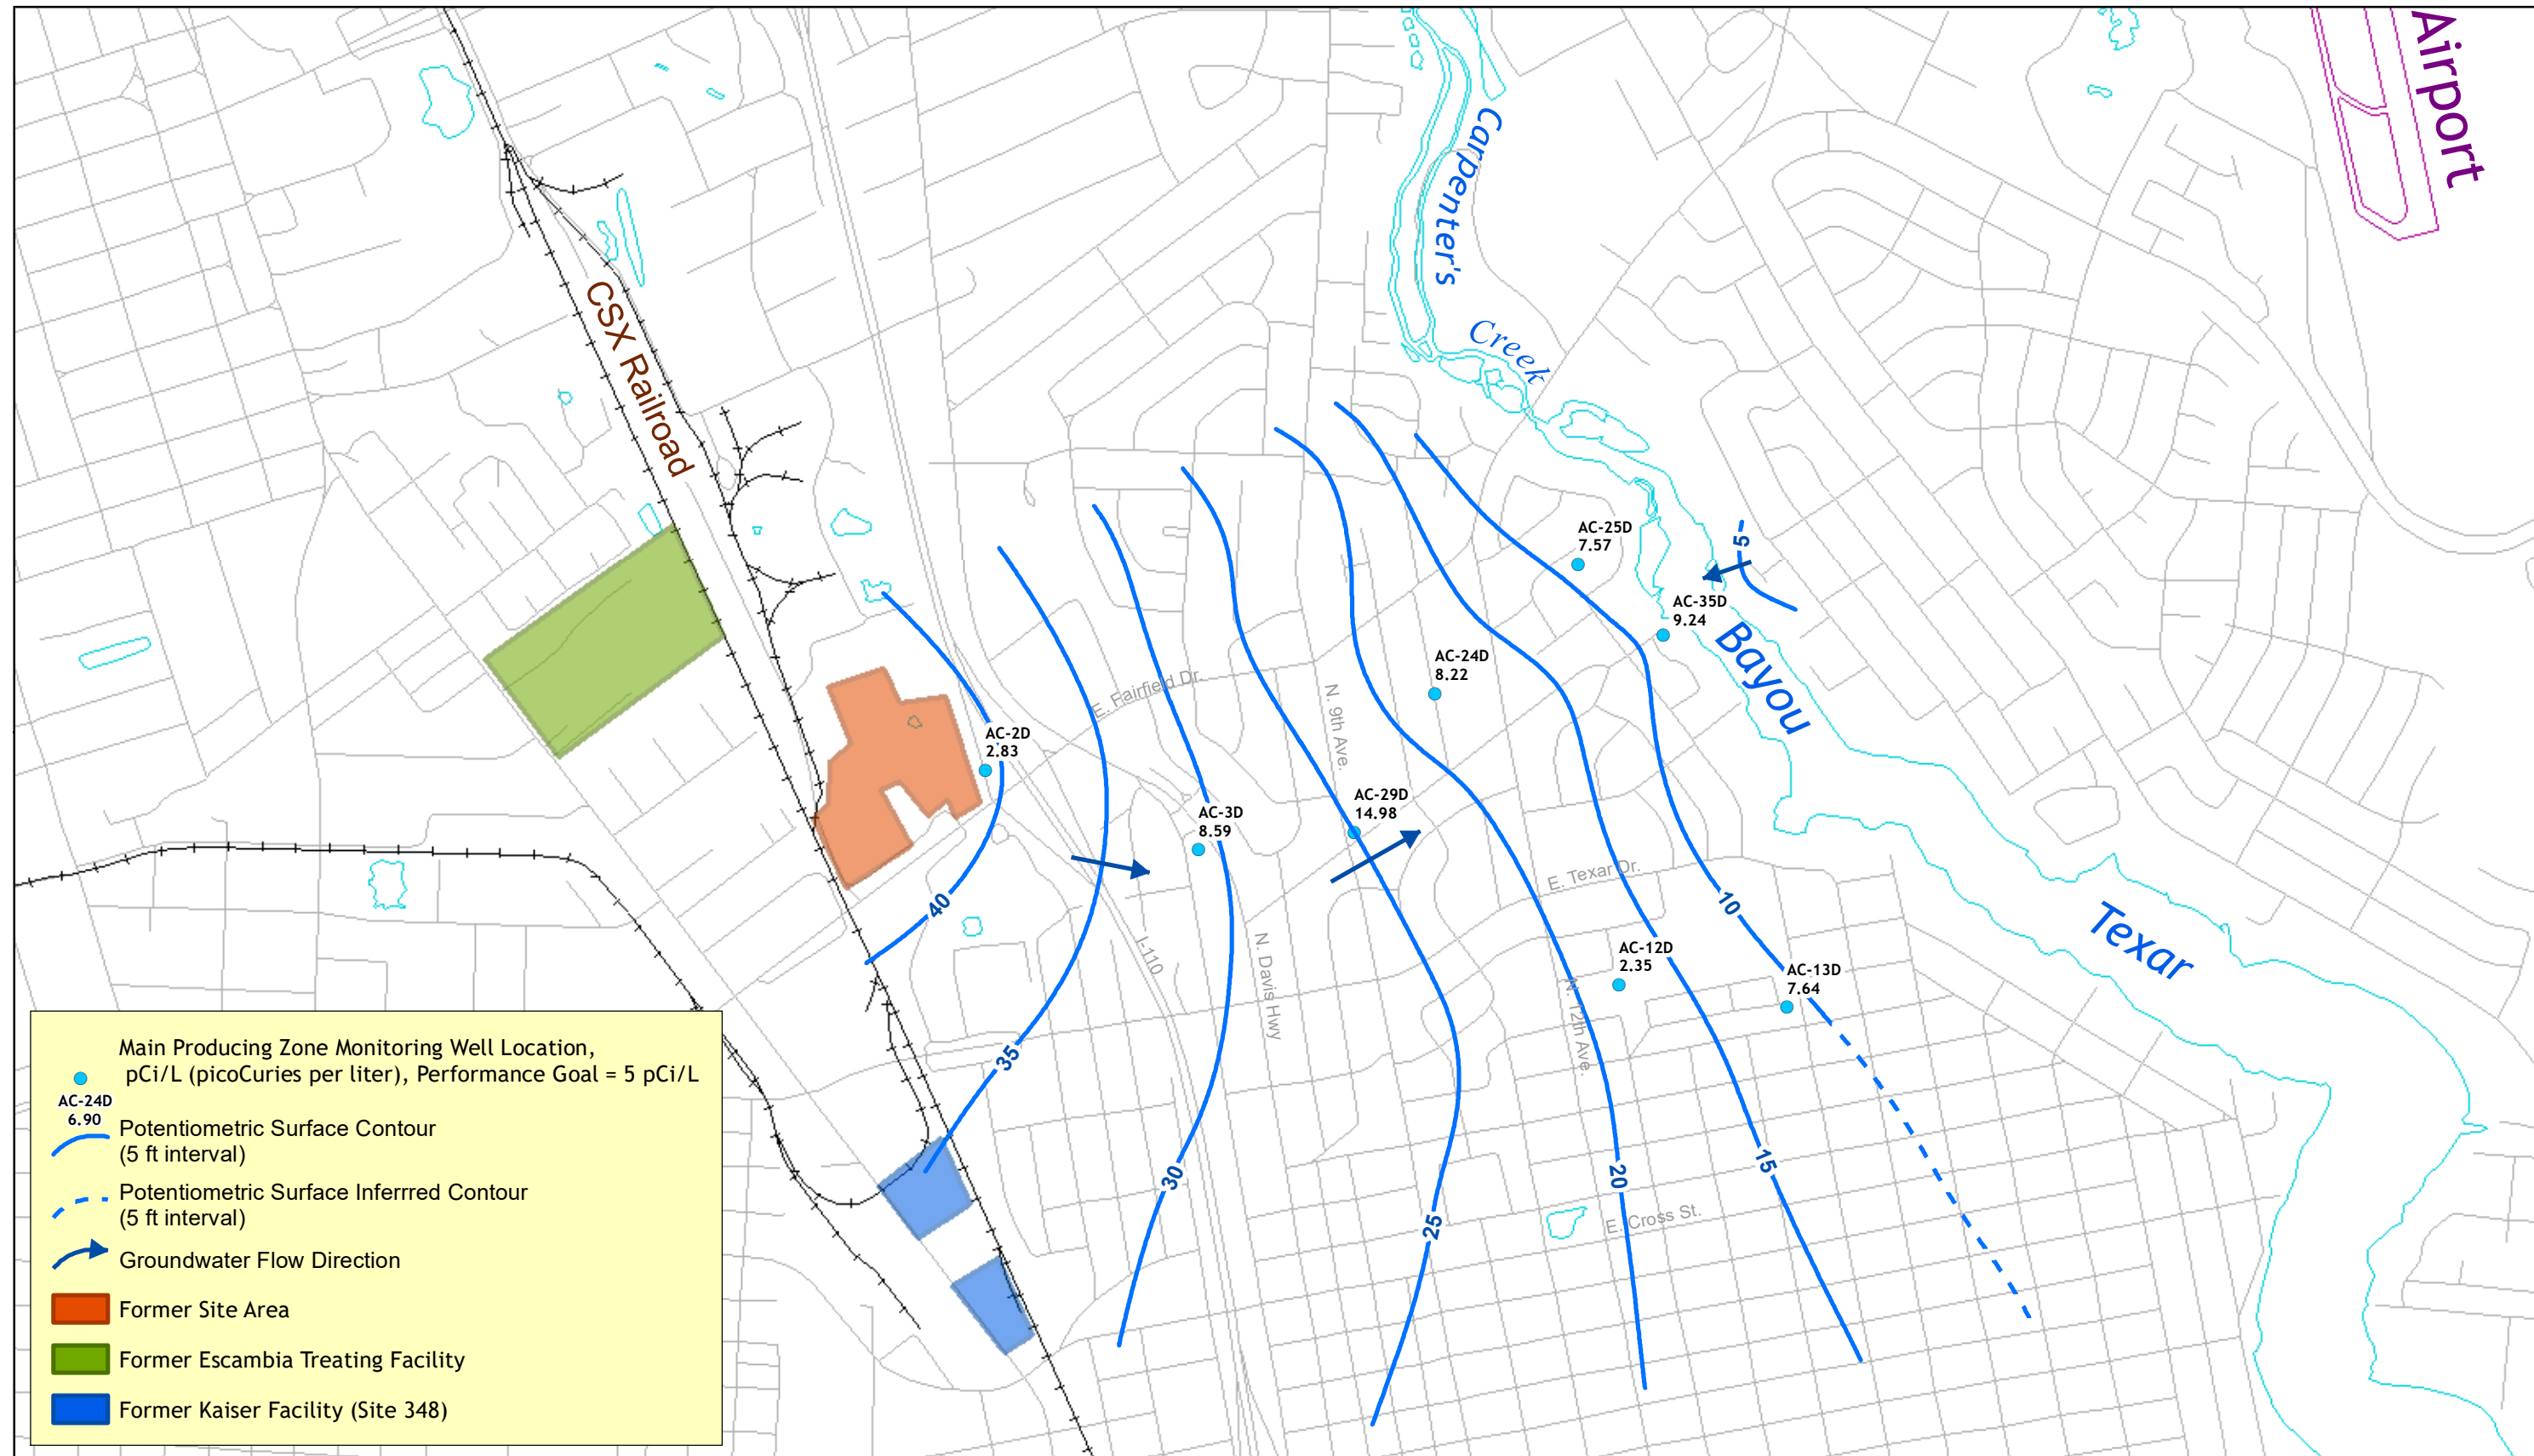 Airport
Carpenter's
Creek
CSX Railroad
AC-25D
7.57
5
AC-35D
9.24
Bayou
AC-24D
8.22
E. Fairfield Dr.
N. 9th Ave.
AC-2D
2.83
AC-3D
8.59
AC-29D
14.98
E. Texar Dr.
40
10
Texar
I-110
N. Davis Hwy
AC-12D
2.35
AC-13D
7.64
N. 12th Ave.
35
30
20
15
25
E. Cross St.
Main Producing Zone Monitoring Well Location,
pCi/L (picoCuries per liter), Performance Goal = 5 pCi/L
AC-24D
6.90
Potentiometric Surface Contour
(5 ft interval)
Potentiometric Surface Inferrred Contour
(5 ft interval)
Groundwater Flow Direction
Former Site Area
Former Escambia Treating Facility
Former Kaiser Facility (Site 348)